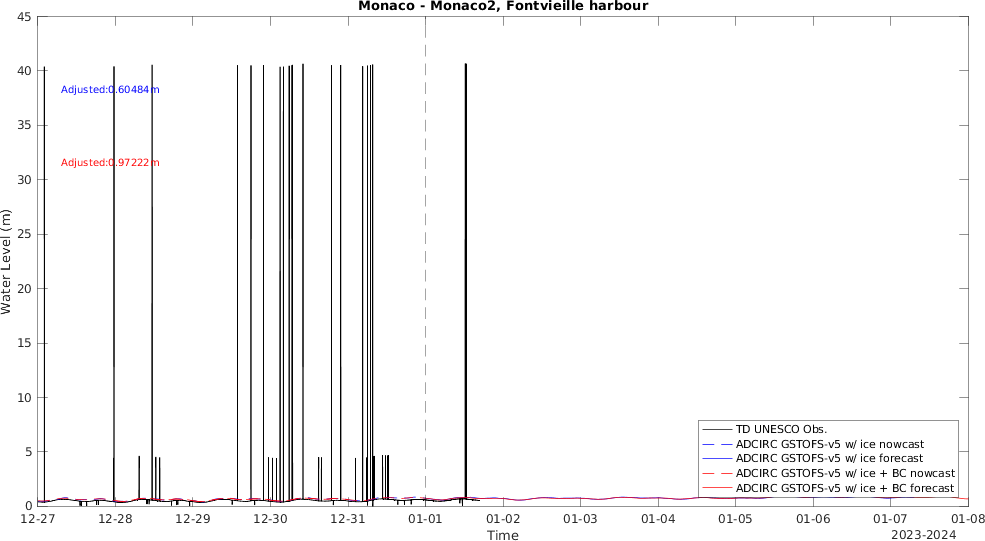 Monaco - Monaco2, Fontvieille harbour
45
40
35
30
25
20
15
10
5
0
Water Level (m)
Adjusted:0.60484m
Adjusted:0.97222m
TD UNESCO Obs.
ADCIRC GSTOFS-v5 w/ ice nowcast
ADCIRC GSTOFS-v5 w/ ice forecast
ADCIRC GSTOFS-v5 w/ ice + BC nowcast
ADCIRC GSTOFS-v5 w/ ice + BC forecast
12-27 12-28 12-29 12-30 12-31 01-01 01-02 01-03 01-04 01-05 01-06 01-07 01-08
Time
2023-2024